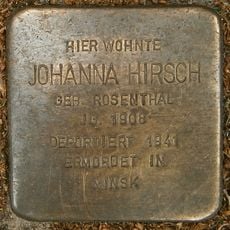 HIER WOHNTE
JOHANNA HIRSCH
GEB. ROSENTHAL
JG. 1908
DEPORTIERT 1941
ERMORDET IN
MINSK